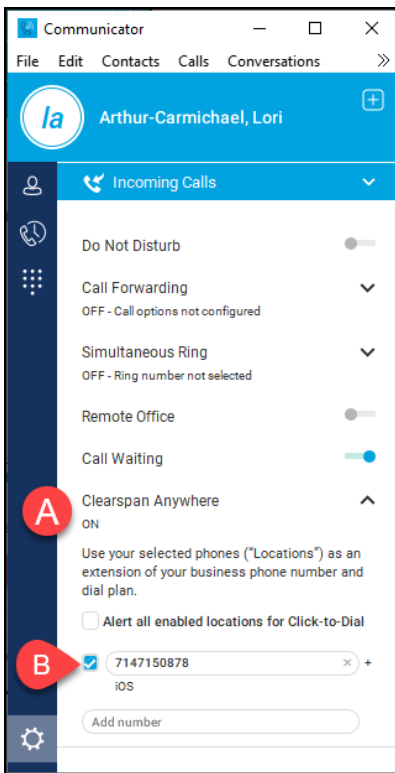 Communicator
File Edit Contacts Calls Conversations »
la
Arthur-Carmichael, Lori
Incoming Calls
Do Not Disturb
Call Forwarding
OFF - Call options not configured
Simultaneous Ring
OFF - Ring number not selected
Remote Office
Call Waiting
A
Clearspan Anywhere
ON
Use your selected phones ("Locations") as an
extension of your business phone number and
dial plan.
Alert all enabled locations for Click-to-Dial
B
7147150878 × +
iOS
Add number